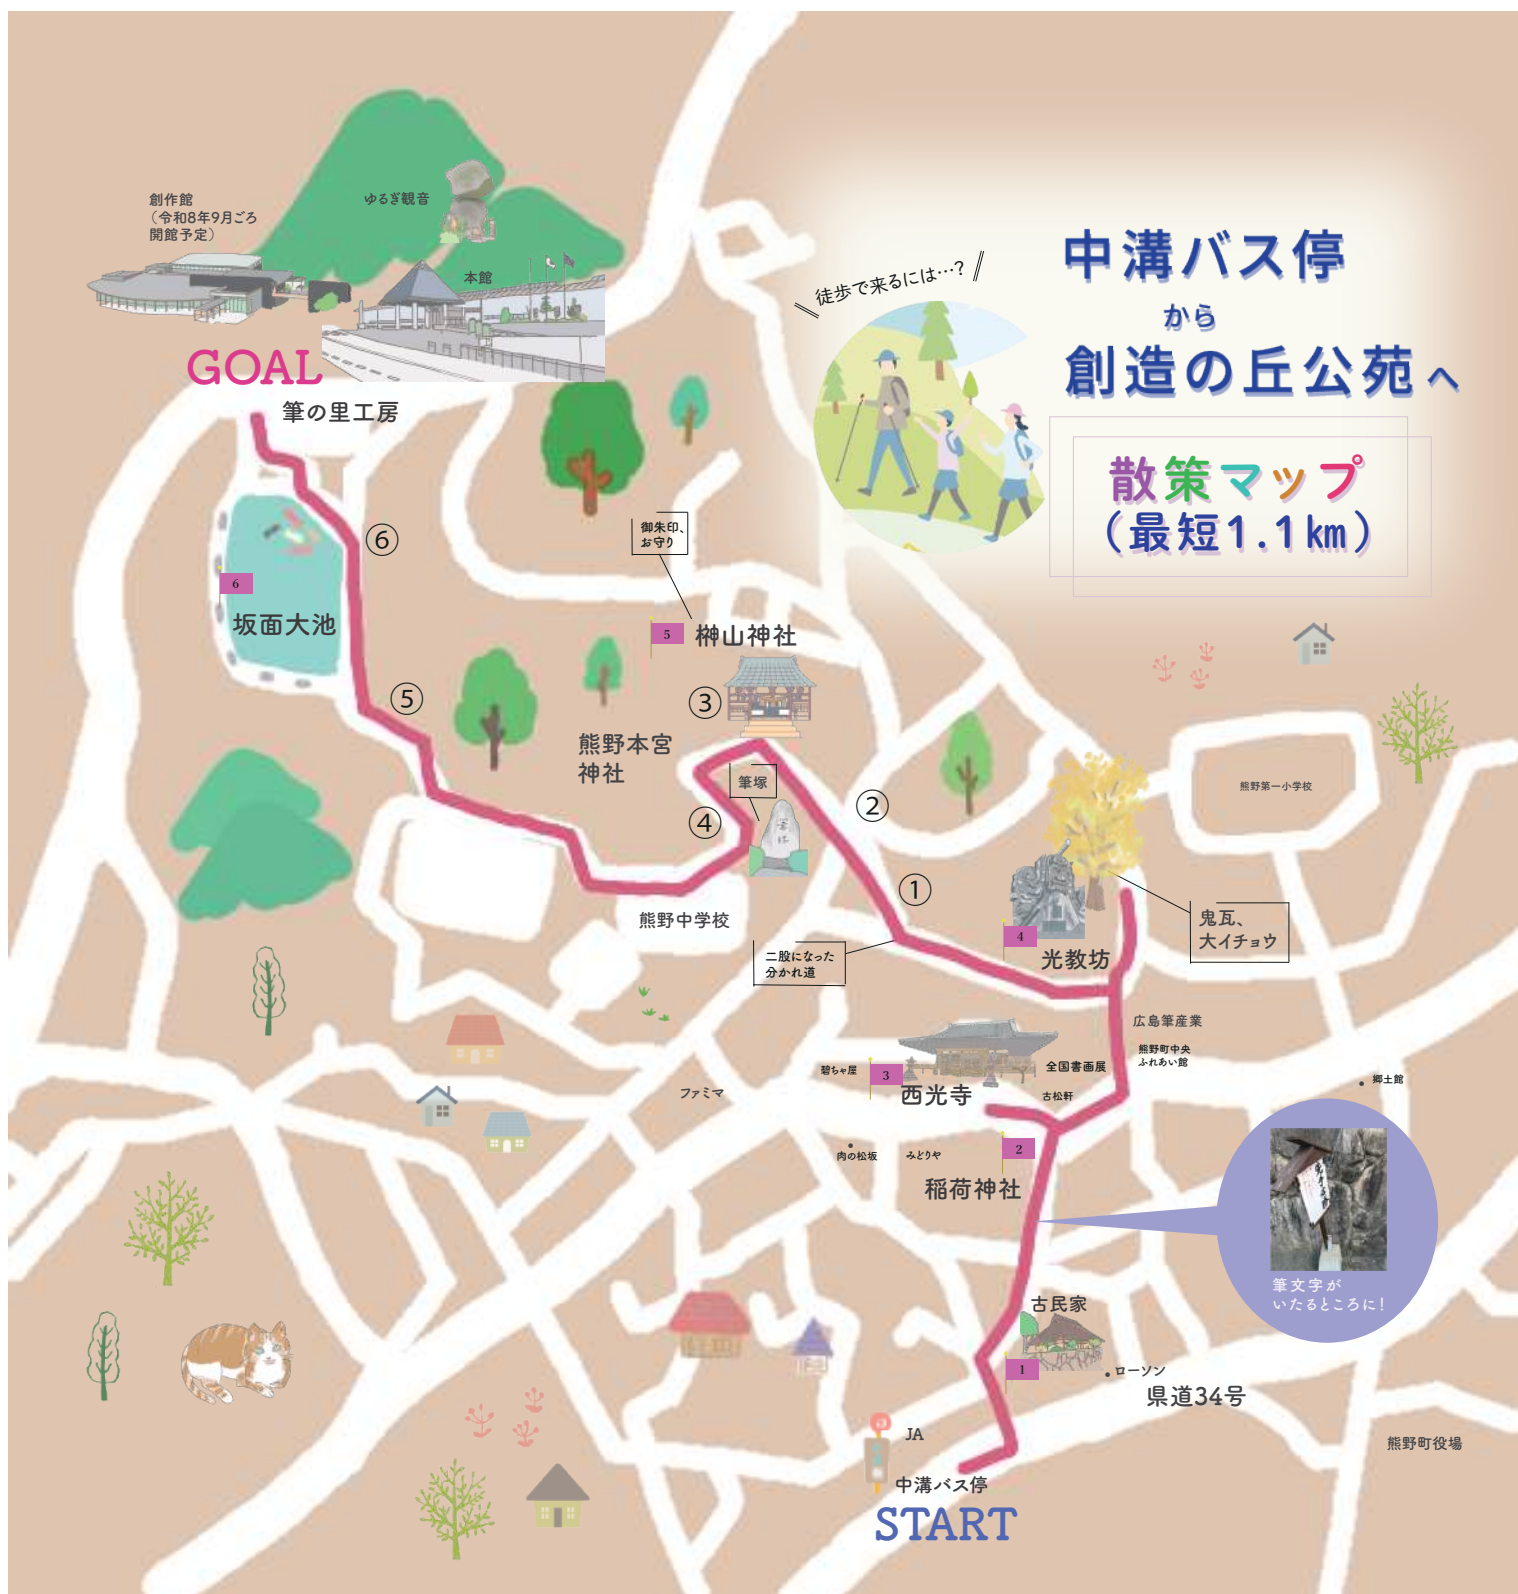 徒歩で来るには…?
中溝バス停
から
創造の丘公苑へ
散策マップ
(最短1.1km)
創作館
(令和8年9月ごろ
開館予定)
ゆるぎ観音
本館
GOAL
筆の里工房
⑥
6
坂面大池
⑤
御朱印、
お守り
5
榊山神社
③
熊野本宮
神社
筆塚
④
②
①
熊野中学校
二股になった
分かれ道
熊野第一小学校
鬼瓦、
大イチョウ
4
光教坊
広島筆産業
熊野町中央
ふれあい館
全国書画展
碧ちゃ屋
3
西光寺
古松軒
郷土館
ファミマ
肉の松坂
みどりや
2
稲荷神社
筆文字が
いたるところに!
古民家
1
ローソン
県道34号
熊野町役場
JA
中溝バス停
START